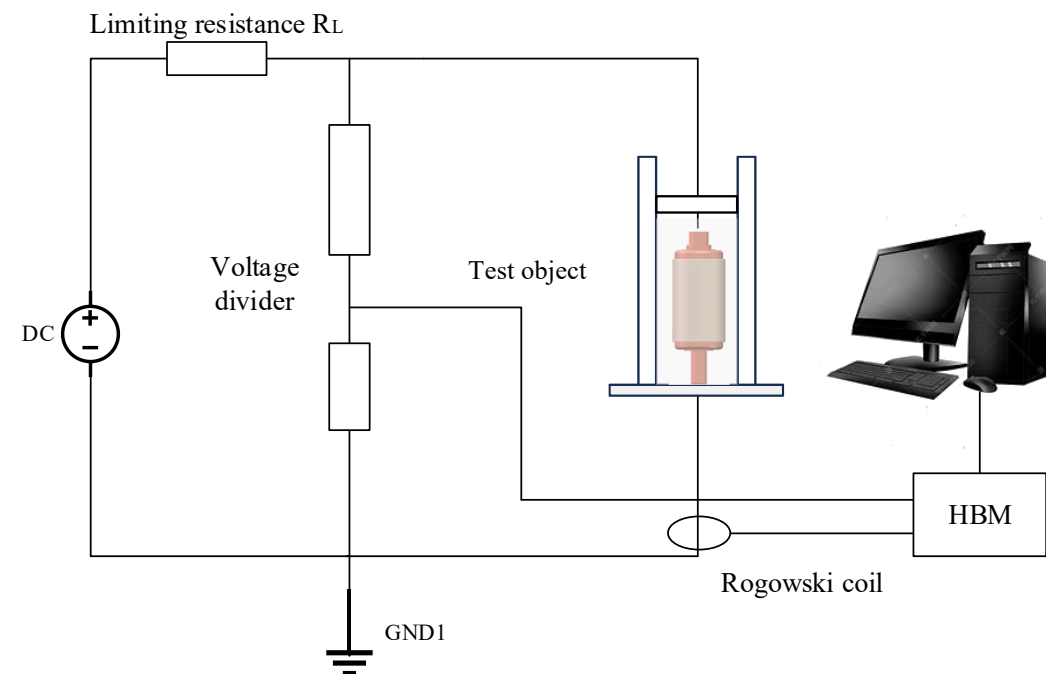 Limiting resistance RL
Voltage
divider
Test object
DC
HBM
Rogowski coil
GND1